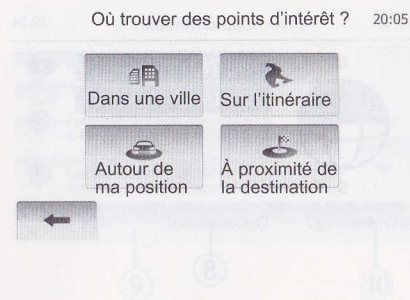 Où trouver des points d'intérêt ? 20:05
Dans une ville
Sur l'itinéraire
Autour de
ma position
À proximité de
la destination